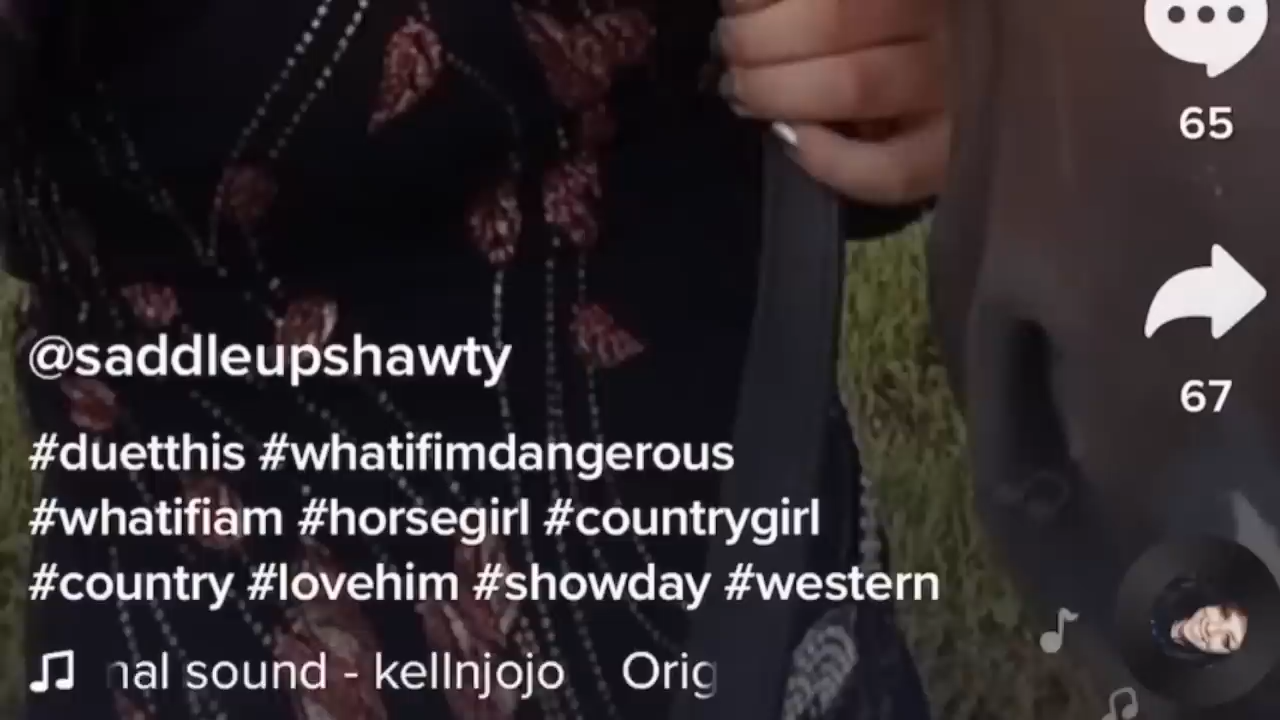 65
67
@saddleupshawty
#duetthis #whatifimdangerous
#whatifiam #horsegirl #countrygirl
#country #lovehim #showday #western
nal sound - kellnjojo Orig